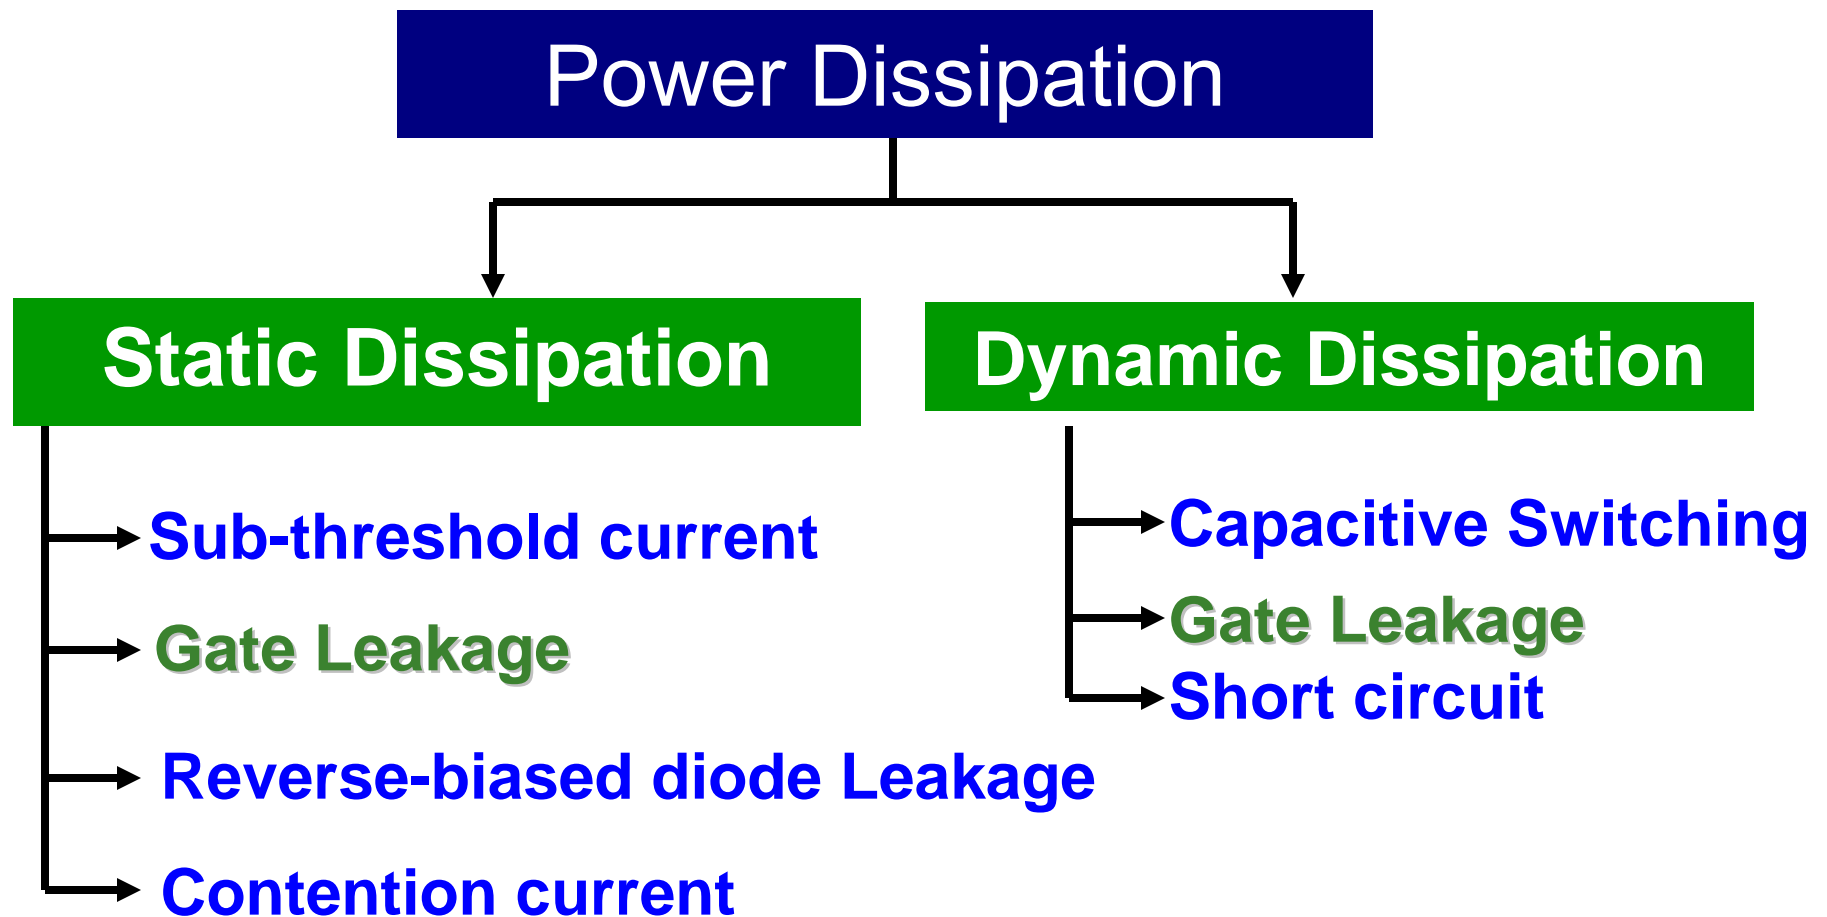 Power Dissipation
Static Dissipation
Sub-threshold current
Gate Leakage
Reverse-biased diode Leakage
Contention current
Dynamic Dissipation
Capacitive Switching
Gate Leakage
Short circuit